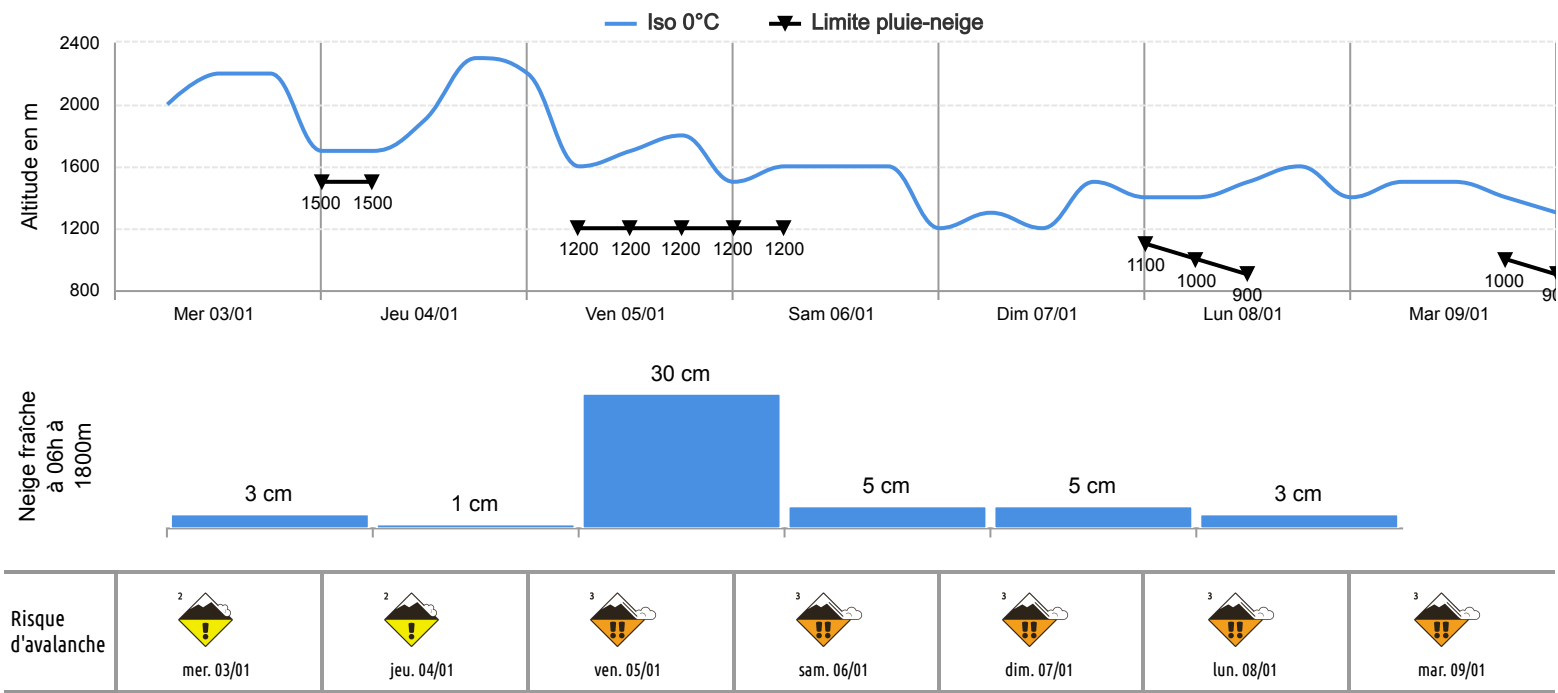 Iso 0°C Limite pluie-neige
Altitude en m
2400
2000
1600
1200
800
1500 1500
1200 1200 1200 1200 1200
1100
1000
900
1000
Mer 03/01 Jeu 04/01 Ven 05/01 Sam 06/01 Dim 07/01 Lun 08/01 Mar 09/01
Neige fraîche
à 06h à
1800m
3 cm 1 cm 30 cm 5 cm 5 cm 3 cm
Risque
d'avalanche
2 2 3 3 3 3 3
mer. 03/01 jeu. 04/01 ven. 05/01 sam. 06/01 dim. 07/01 lun. 08/01 mar. 09/01